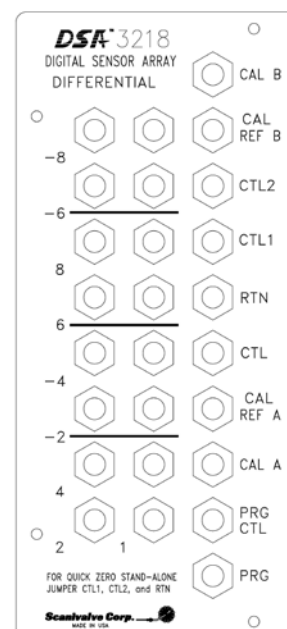 DSA™ 3218
DIGITAL SENSOR ARRAY
DIFFERENTIAL
CAL B
CAL
REF B
-8
CTL2
-6
CTL1
8
RTN
6
CTL
-4
CAL
REF A
-2
CAL A
4
PRG
CTL
2 1
PRG
FOR QUICK ZERO STAND-ALONE
JUMPER CTL1, CTL2, and RTN
Scanivalve Corp.
MADE IN USA